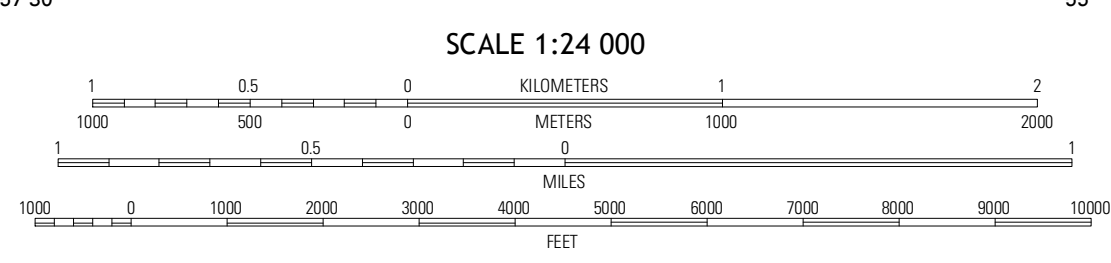 57'30"
55'
SCALE 1:24 000
1 0.5 0 KILOMETERS 1 2
1000 500 0 METERS 1000 2000
1 0.5 0 1
MILES
1000 0 1000 2000 3000 4000 5000 6000 7000 8000 9000 10000
FEET